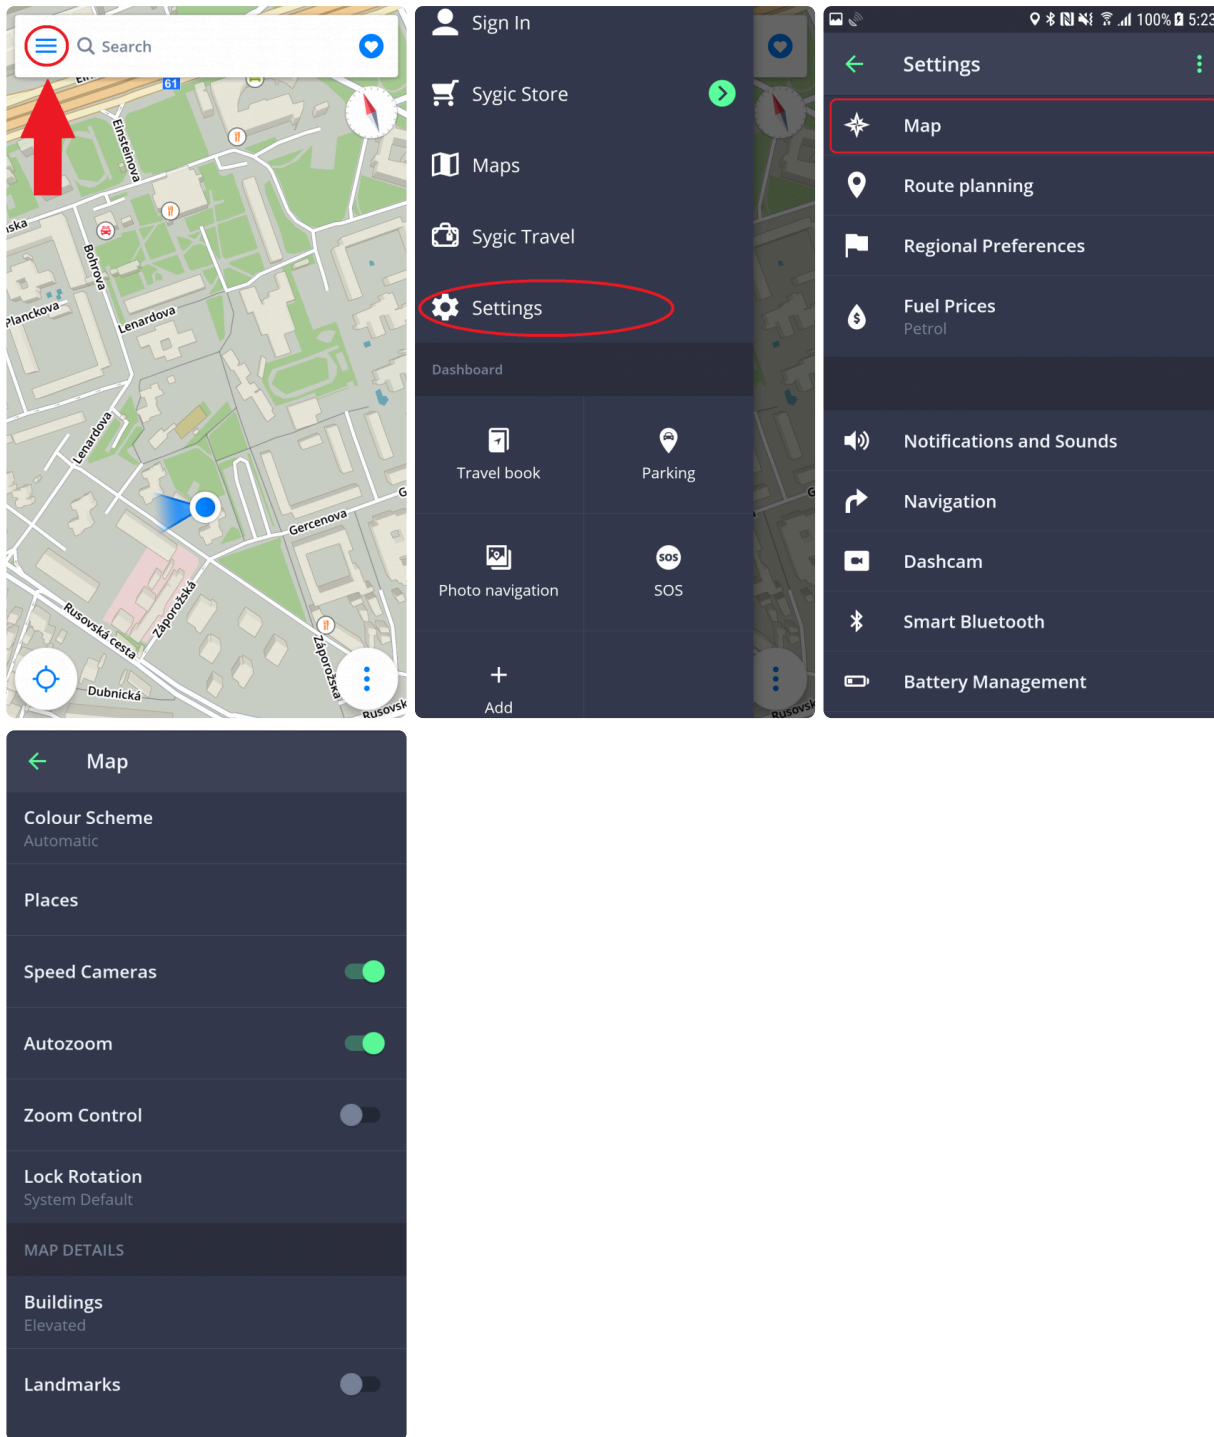 Search
61
Einsteinova
Bohrova
Planckova
Lenardova
Lenardova
Gercenova
Rusovská cesta
Záporožská
Záporožská
Dubnická
Rusovsk
Sign In
Sygic Store
Maps
Sygic Travel
Settings
Dashboard
Travel book
Parking
Photo navigation
SOS
SOS
Add
Rusovsk
100% 5:23
Settings
Map
Route planning
Regional Preferences
Fuel Prices
Petrol
Notifications and Sounds
Navigation
Dashcam
Smart Bluetooth
Battery Management
Map
Colour Scheme
Automatic
Places
Speed Cameras
Autozoom
Zoom Control
Lock Rotation
System Default
MAP DETAILS
Buildings
Elevated
Landmarks